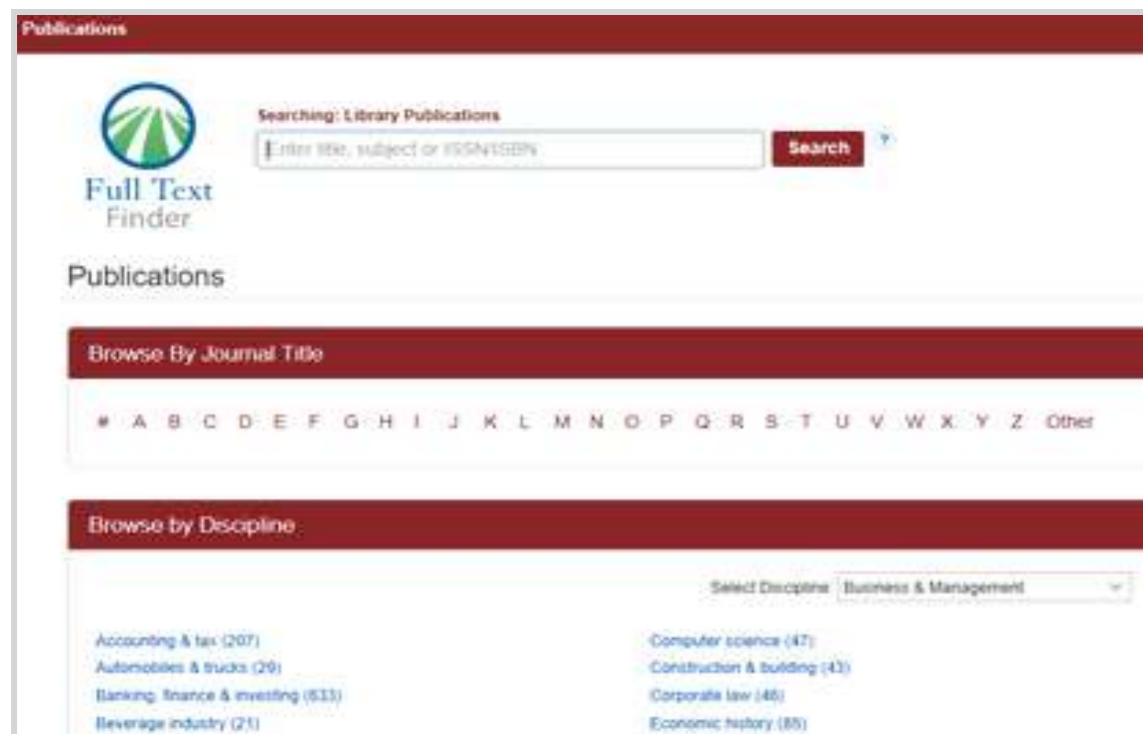 Publications
Searching: Library Publications
Enter title, subject or ISSN/ISBN
Search ?
Full Text
Finder
Publications
Browse By Journal Title
# A B C D E F G H I J K L M N O P Q R S T U V W X Y Z Other
Browse by Discipline
Select Discipline Business & Management
Accounting & tax (207)
Computer science (47)
Automobiles & trucks (29)
Construction & building (43)
Banking, finance & investing (633)
Corporate law (46)
Beverage industry (21)
Economic history (85)